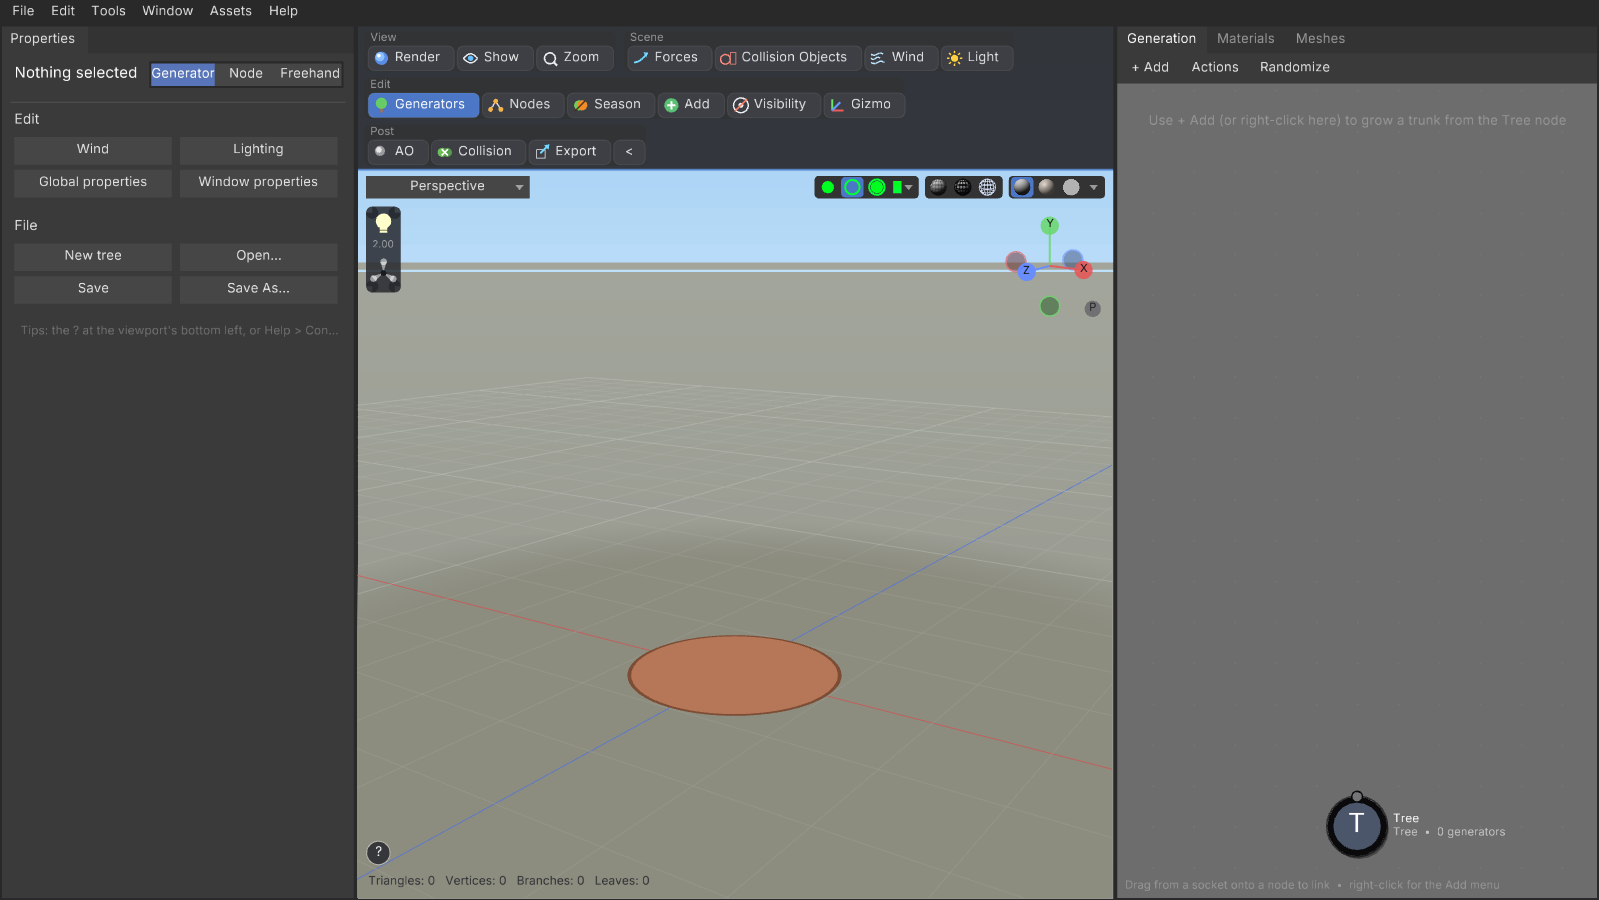 File Edit Tools Window Assets Help
Properties
Nothing selected Generator Node Freehand
Edit
Wind Lighting
Global properties Window properties
File
New tree Open...
Save Save As...
Tips: the ? at the viewport's bottom left, or Help > Con...
View Scene
Render Show Zoom Forces Collision Objects Wind Light
Edit
Generators Nodes Season Add Visibility Gizmo
Post
AO Collision Export <
Perspective
2.00
Y
Z X
P
?
Triangles: 0 Vertices: 0 Branches: 0 Leaves: 0
Generation Materials Meshes
+ Add Actions Randomize
Use + Add (or right-click here) to grow a trunk from the Tree node
T
Tree
Tree • 0 generators
Drag from a socket onto a node to link • right-click for the Add menu